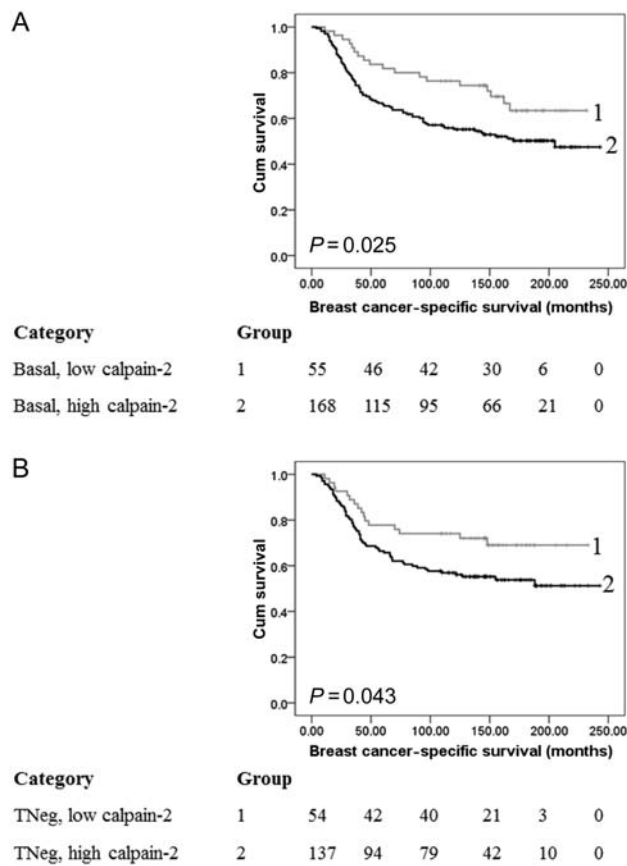 A
Cum survival
1.0
0.8
0.6
0.4
0.2
0.0
1
2
P = 0.025
0.00 50.00 100.00 150.00 200.00 250.00
Breast cancer-specific survival (months)
Category Group
Basal, low calpain-2 1 55 46 42 30 6 0
Basal, high calpain-2 2 168 115 95 66 21 0
B
Cum survival
1.0
0.8
0.6
0.4
0.2
0.0
1
2
P = 0.043
0.00 50.00 100.00 150.00 200.00 250.00
Breast cancer-specific survival (months)
Category Group
TNeg, low calpain-2 1 54 42 40 21 3 0
TNeg, high calpain-2 2 137 94 79 42 10 0